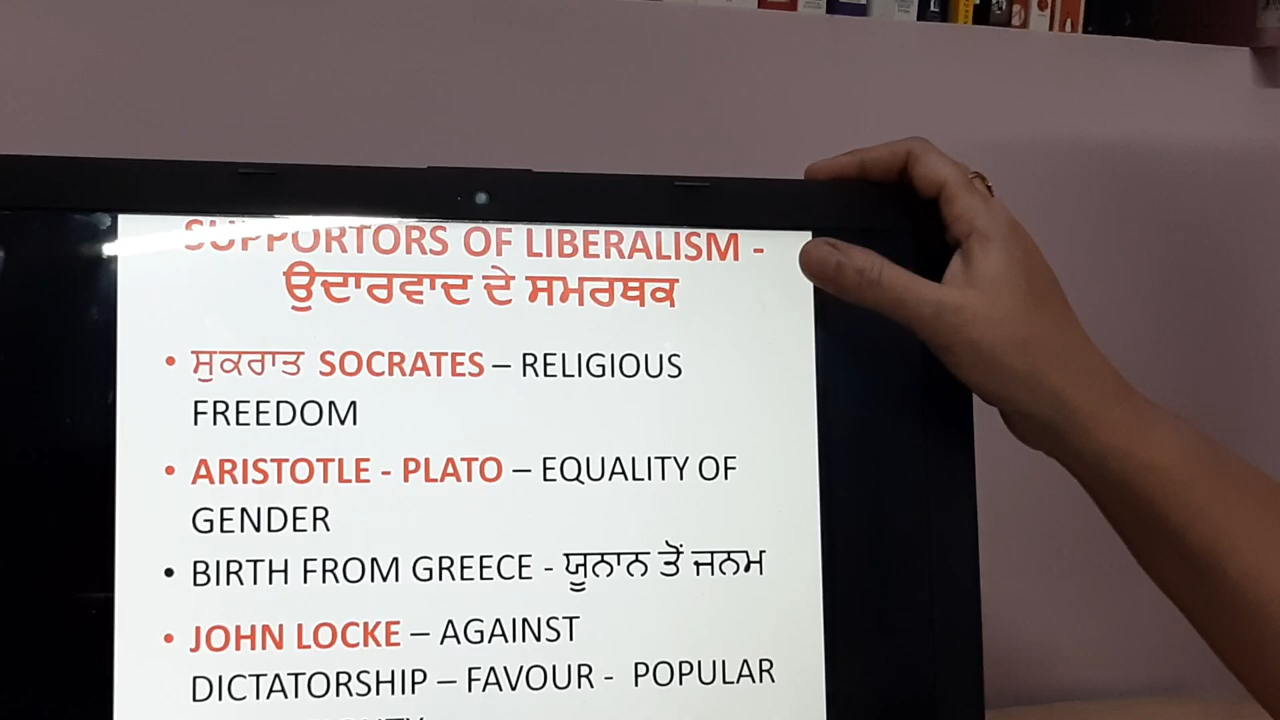 SUPPORTORS OF LIBERALISM -
ਉਦਾਰਵਾਦ ਦੇ ਸਮਰਥਕ
• ਸੁਕਰਾਤ SOCRATES – RELIGIOUS
FREEDOM
• ARISTOTLE - PLATO – EQUALITY OF
GENDER
• BIRTH FROM GREECE - ਯੂਨਾਨ ਤੋਂ ਜਨਮ
• JOHN LOCKE – AGAINST
DICTATORSHIP – FAVOUR - POPULAR